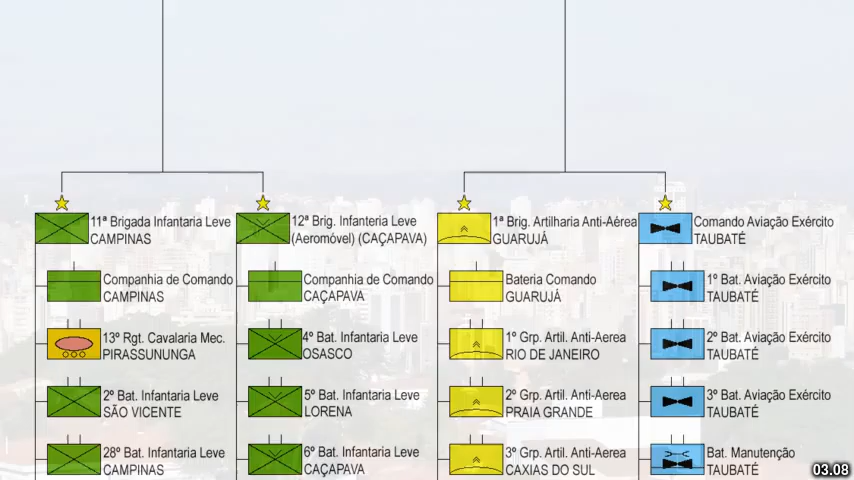 11ª Brigada Infantaria Leve
CAMPINAS
Companhia de Comando
CAMPINAS
13º Rgt. Cavalaria Mec.
PIRASSUNUNGA
2º Bat. Infantaria Leve
SÃO VICENTE
28º Bat. Infantaria Leve
CAMPINAS
12ª Brig. Infanteria Leve
(Aeromóvel) (CAÇAPAVA)
Companhia de Comando
CAÇAPAVA
4º Bat. Infantaria Leve
OSASCO
5º Bat. Infantaria Leve
LORENA
6º Bat. Infantaria Leve
CAÇAPAVA
1ª Brig. Artilharia Anti-Aérea
GUARUJÁ
Bateria Comando
GUARUJÁ
1º Grp. Artil. Anti-Aerea
RIO DE JANEIRO
2º Grp. Artil. Anti-Aerea
PRAIA GRANDE
3º Grp. Artil. Anti-Aerea
CAXIAS DO SUL
Comando Aviação Exército
TAUBATÉ
1º Bat. Aviação Exército
TAUBATÉ
2º Bat. Aviação Exército
TAUBATÉ
3º Bat. Aviação Exército
TAUBATÉ
Bat. Manutenção
TAUBATÉ
03.08